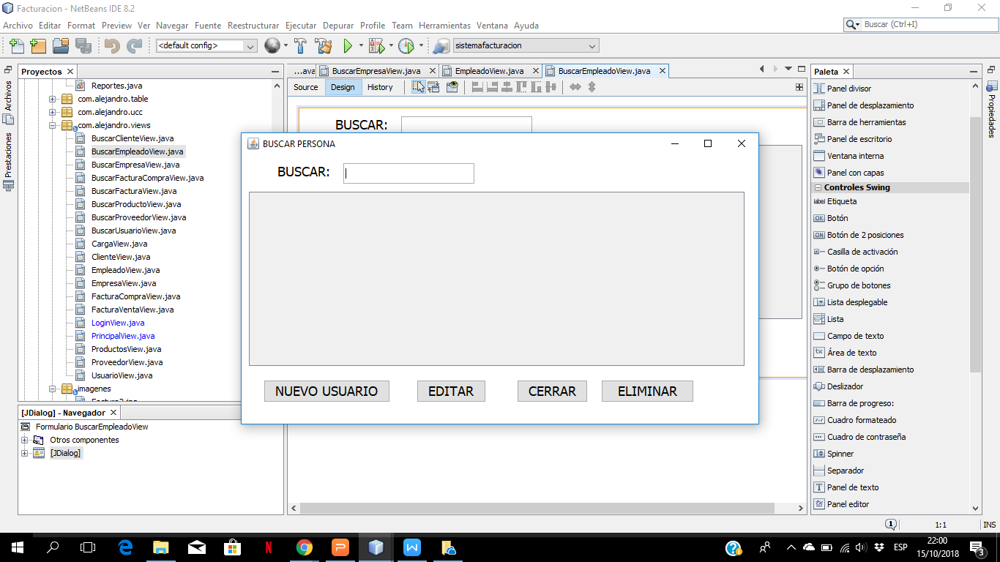 Facturacion - NetBeans IDE 8.2
Archivo Editar Format Preview Ver Navegar Fuente Reestructurar Ejecutar Depurar Profile Team Herramientas Ventana Ayuda
Buscar (Ctrl+I)
<default config>
sistemafacturacion
Archivos
Prestaciones
Proyectos
Reportes.java
com.alejandro.table
com.alejandro.ucc
com.alejandro.views
BuscarClienteView.java
BuscarEmpleadoView.java
BuscarEmpresaView.java
BuscarFacturaCompraView.java
BuscarFacturaView.java
BuscarProductoView.java
BuscarProveedorView.java
BuscarUsuarioView.java
CargaView.java
ClienteView.java
EmpleadoView.java
EmpresaView.java
FacturaCompraView.java
FacturaVentaView.java
LoginView.java
PrincipalView.java
ProductosView.java
ProveedorView.java
UsuarioView.java
imagenes
[JDialog] - Navegador
Formulario BuscarEmpleadoView
Otros componentes
[JDialog]
...ava
BuscarEmpresaView.java
EmpleadoView.java
BuscarEmpleadoView.java
Source Design History
BUSCAR:
BUSCAR PERSONA
BUSCAR:
NUEVO USUARIO
EDITAR
CERRAR
ELIMINAR
Paleta
Panel divisor
Panel de desplazamiento
Barra de herramientas
Panel de escritorio
Ventana interna
Panel con capas
Controles Swing
label Etiqueta
OK Botón
ON Botón de 2 posiciones
Casilla de activación
Botón de opción
Grupo de botones
Lista desplegable
Lista
Campo de texto
Área de texto
Barra de desplazamiento
Deslizador
Barra de progreso:
Cuadro formateado
Cuadro de contraseña
Spinner
Separador
Panel de texto
Panel editor
Propiedades
1
1:1
INS
ESP
22:00
15/10/2018
3